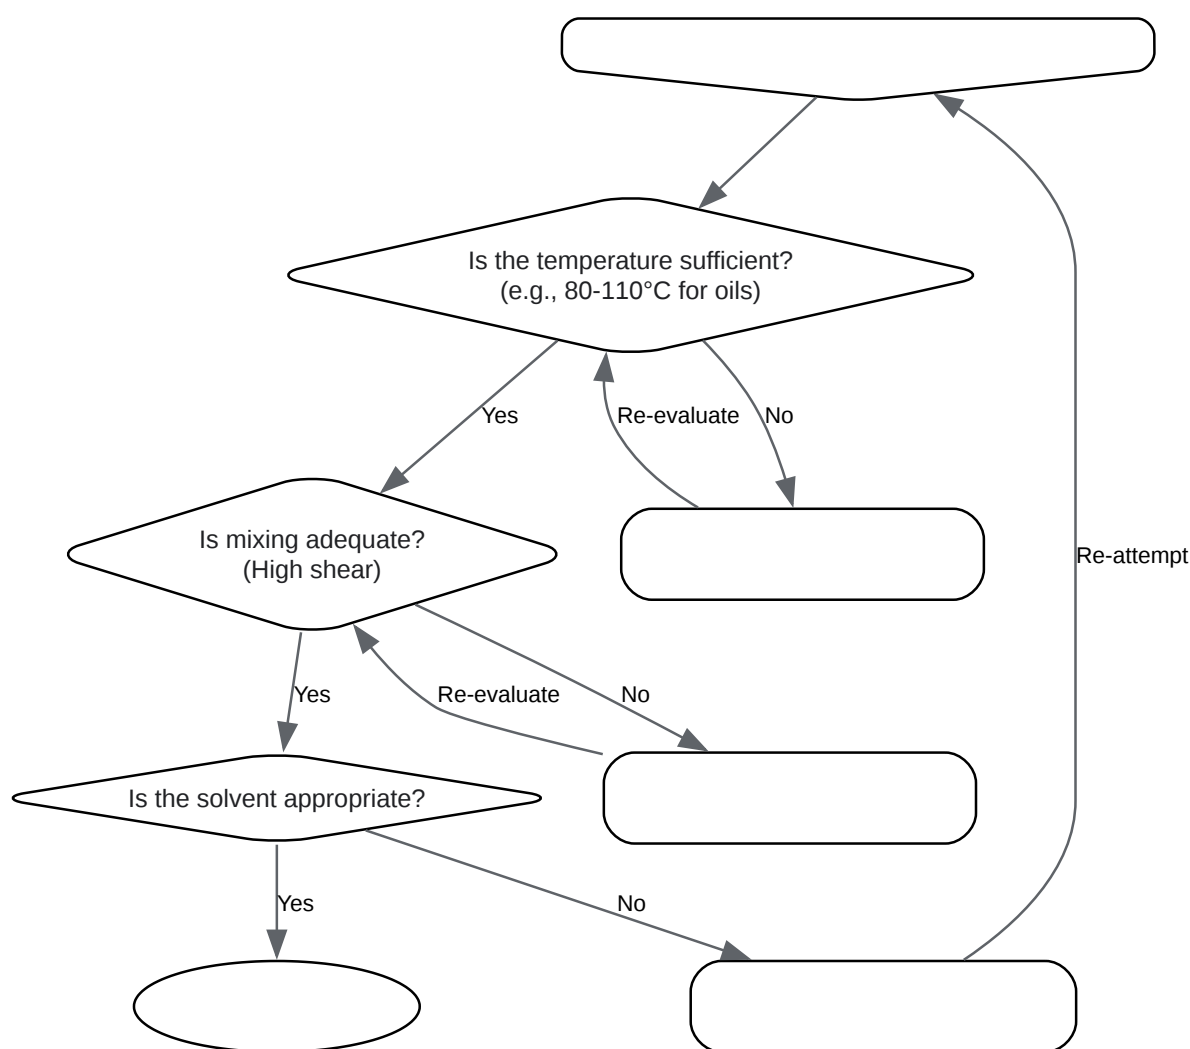 Is the temperature sufficient?
(e.g., 80-110°C for oils)
Yes
Re-evaluate
No
Is mixing adequate?
(High shear)
Re-attempt
Yes
Re-evaluate
No
Is the solvent appropriate?
Yes
No